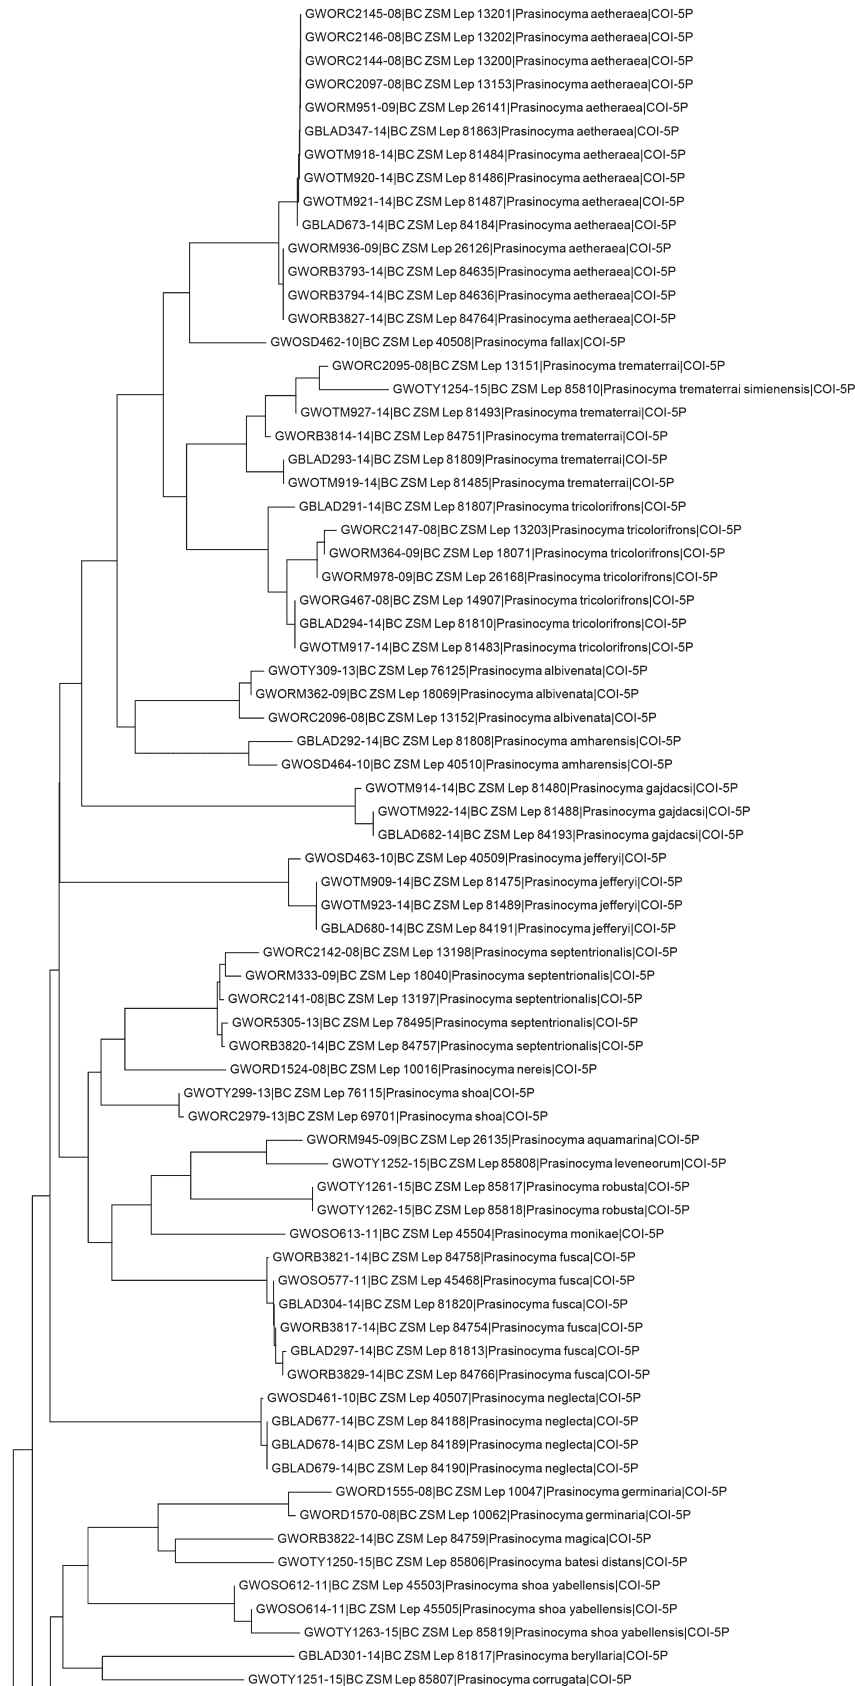 GWORC2145-08|BC ZSM Lep 13201|Prasinocyma aetheraea|COI-5P
GWORC2146-08|BC ZSM Lep 13202|Prasinocyma aetheraea|COI-5P
GWORC2144-08|BC ZSM Lep 13200|Prasinocyma aetheraea|COI-5P
GWORC2097-08|BC ZSM Lep 13153|Prasinocyma aetheraea|COI-5P
GWORM951-09|BC ZSM Lep 26141|Prasinocyma aetheraea|COI-5P
GBLAD347-14|BC ZSM Lep 81863|Prasinocyma aetheraea|COI-5P
GWOTM918-14|BC ZSM Lep 81484|Prasinocyma aetheraea|COI-5P
GWOTM920-14|BC ZSM Lep 81486|Prasinocyma aetheraea|COI-5P
GWOTM921-14|BC ZSM Lep 81487|Prasinocyma aetheraea|COI-5P
GBLAD673-14|BC ZSM Lep 84184|Prasinocyma aetheraea|COI-5P
GWORM936-09|BC ZSM Lep 26126|Prasinocyma aetheraea|COI-5P
GWORB3793-14|BC ZSM Lep 84635|Prasinocyma aetheraea|COI-5P
GWORB3794-14|BC ZSM Lep 84636|Prasinocyma aetheraea|COI-5P
GWORB3827-14|BC ZSM Lep 84764|Prasinocyma aetheraea|COI-5P
GWOSD462-10|BC ZSM Lep 40508|Prasinocyma fallax|COI-5P
GWORC2095-08|BC ZSM Lep 13151|Prasinocyma trematerrai|COI-5P
GWOTY1254-15|BC ZSM Lep 85810|Prasinocyma trematerrai simienensis|COI-5P
GWOTM927-14|BC ZSM Lep 81493|Prasinocyma trematerrai|COI-5P
GWORB3814-14|BC ZSM Lep 84751|Prasinocyma trematerrai|COI-5P
GBLAD293-14|BC ZSM Lep 81809|Prasinocyma trematerrai|COI-5P
GWOTM919-14|BC ZSM Lep 81485|Prasinocyma trematerrai|COI-5P
GBLAD291-14|BC ZSM Lep 81807|Prasinocyma tricolorifrons|COI-5P
GWORC2147-08|BC ZSM Lep 13203|Prasinocyma tricolorifrons|COI-5P
GWORM364-09|BC ZSM Lep 18071|Prasinocyma tricolorifrons|COI-5P
GWORM978-09|BC ZSM Lep 26168|Prasinocyma tricolorifrons|COI-5P
GWORG467-08|BC ZSM Lep 14907|Prasinocyma tricolorifrons|COI-5P
GBLAD294-14|BC ZSM Lep 81810|Prasinocyma tricolorifrons|COI-5P
GWOTM917-14|BC ZSM Lep 81483|Prasinocyma tricolorifrons|COI-5P
GWOTY309-13|BC ZSM Lep 76125|Prasinocyma albivenata|COI-5P
GWORM362-09|BC ZSM Lep 18069|Prasinocyma albivenata|COI-5P
GWORC2096-08|BC ZSM Lep 13152|Prasinocyma albivenata|COI-5P
GBLAD292-14|BC ZSM Lep 81808|Prasinocyma amharensis|COI-5P
GWOSD464-10|BC ZSM Lep 40510|Prasinocyma amharensis|COI-5P
GWOTM914-14|BC ZSM Lep 81480|Prasinocyma gajdacsi|COI-5P
GWOTM922-14|BC ZSM Lep 81488|Prasinocyma gajdacsi|COI-5P
GBLAD682-14|BC ZSM Lep 84193|Prasinocyma gajdacsi|COI-5P
GWOSD463-10|BC ZSM Lep 40509|Prasinocyma jefferyi|COI-5P
GWOTM909-14|BC ZSM Lep 81475|Prasinocyma jefferyi|COI-5P
GWOTM923-14|BC ZSM Lep 81489|Prasinocyma jefferyi|COI-5P
GBLAD680-14|BC ZSM Lep 84191|Prasinocyma jefferyi|COI-5P
GWORC2142-08|BC ZSM Lep 13198|Prasinocyma septentrionalis|COI-5P
GWORM333-09|BC ZSM Lep 18040|Prasinocyma septentrionalis|COI-5P
GWORC2141-08|BC ZSM Lep 13197|Prasinocyma septentrionalis|COI-5P
GWOR5305-13|BC ZSM Lep 78495|Prasinocyma septentrionalis|COI-5P
GWORB3820-14|BC ZSM Lep 84757|Prasinocyma septentrionalis|COI-5P
GWORD1524-08|BC ZSM Lep 10016|Prasinocyma nereis|COI-5P
GWOTY299-13|BC ZSM Lep 76115|Prasinocyma shoa|COI-5P
GWORC2979-13|BC ZSM Lep 69701|Prasinocyma shoa|COI-5P
GWORM945-09|BC ZSM Lep 26135|Prasinocyma aquamarina|COI-5P
GWOTY1252-15|BC ZSM Lep 85808|Prasinocyma leveneorum|COI-5P
GWOTY1261-15|BC ZSM Lep 85817|Prasinocyma robusta|COI-5P
GWOTY1262-15|BC ZSM Lep 85818|Prasinocyma robusta|COI-5P
GWOSO613-11|BC ZSM Lep 45504|Prasinocyma monikae|COI-5P
GWORB3821-14|BC ZSM Lep 84758|Prasinocyma fusca|COI-5P
GWOSO577-11|BC ZSM Lep 45468|Prasinocyma fusca|COI-5P
GBLAD304-14|BC ZSM Lep 81820|Prasinocyma fusca|COI-5P
GWORB3817-14|BC ZSM Lep 84754|Prasinocyma fusca|COI-5P
GBLAD297-14|BC ZSM Lep 81813|Prasinocyma fusca|COI-5P
GWORB3829-14|BC ZSM Lep 84766|Prasinocyma fusca|COI-5P
GWOSD461-10|BC ZSM Lep 40507|Prasinocyma neglecta|COI-5P
GBLAD677-14|BC ZSM Lep 84188|Prasinocyma neglecta|COI-5P
GBLAD678-14|BC ZSM Lep 84189|Prasinocyma neglecta|COI-5P
GBLAD679-14|BC ZSM Lep 84190|Prasinocyma neglecta|COI-5P
GWORD1555-08|BC ZSM Lep 10047|Prasinocyma germinaria|COI-5P
GWORD1570-08|BC ZSM Lep 10062|Prasinocyma germinaria|COI-5P
GWORB3822-14|BC ZSM Lep 84759|Prasinocyma magica|COI-5P
GWOTY1250-15|BC ZSM Lep 85806|Prasinocyma batesi distans|COI-5P
GWOSO612-11|BC ZSM Lep 45503|Prasinocyma shoa yabellensis|COI-5P
GWOSO614-11|BC ZSM Lep 45505|Prasinocyma shoa yabellensis|COI-5P
GWOTY1263-15|BC ZSM Lep 85819|Prasinocyma shoa yabellensis|COI-5P
GBLAD301-14|BC ZSM Lep 81817|Prasinocyma beryllaria|COI-5P
GWOTY1251-15|BC ZSM Lep 85807|Prasinocyma corrugata|COI-5P